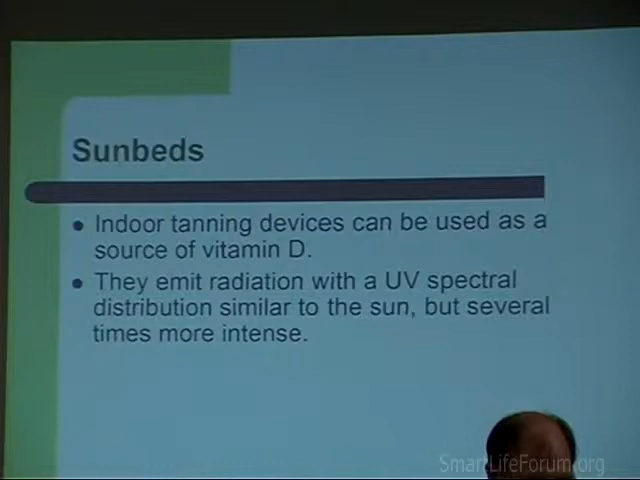 Sunbeds
● Indoor tanning devices can be used as a
source of vitamin D.
● They emit radiation with a UV spectral
distribution similar to the sun, but several
times more intense.
SmartLifeForum.org